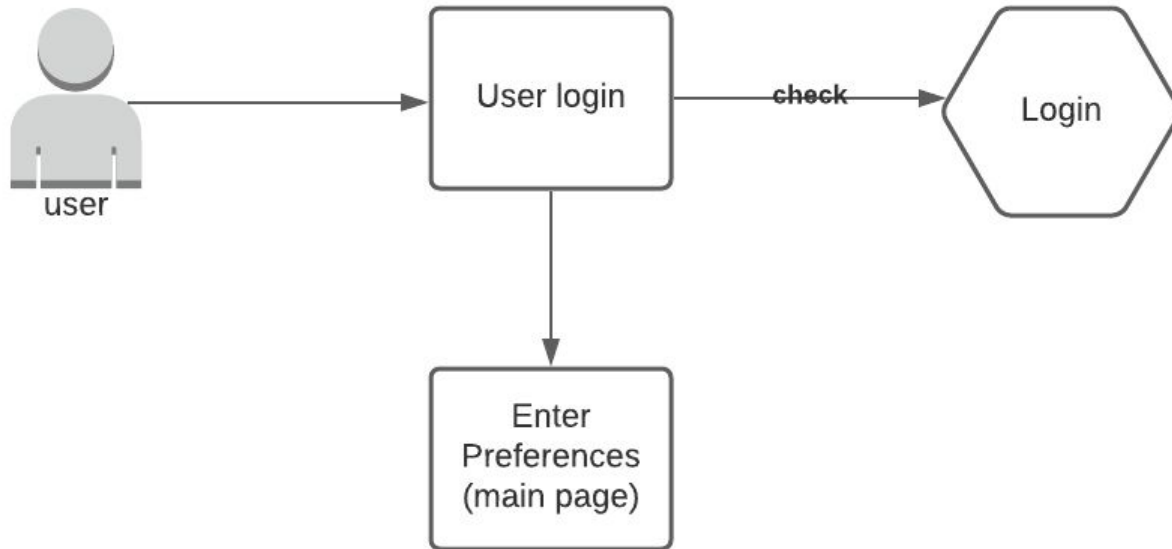 User login
check
Login
user
Enter
Preferences
(main page)